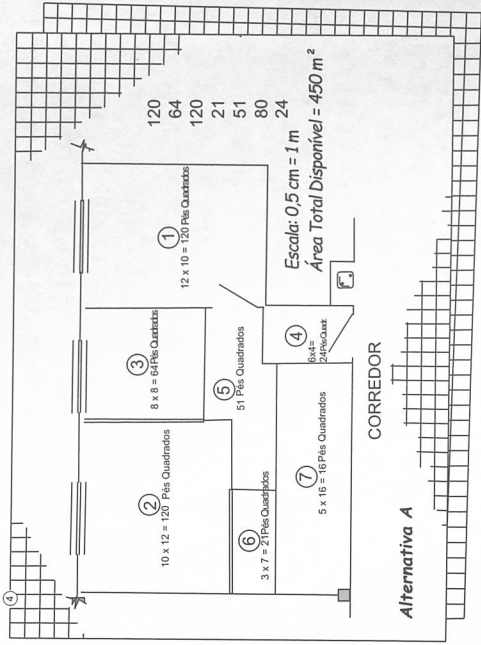 4
120
64
120
21
51
80
24
2
10 x 12 = 120 Pés Quadrados
3
8 x 8 = 64 Pés Quadrados
1
12 x 10 = 120 Pés Quadrados
5
51 Pés Quadrados
6
3 x 7 = 21 Pés Quadrados
7
5 x 16 = 16 Pés Quadrados
4
6x4=
24 Pés Quadr.
Escala: 0,5 cm = 1 m
Área Total Disponível = 450 m²
CORREDOR
Alternativa A